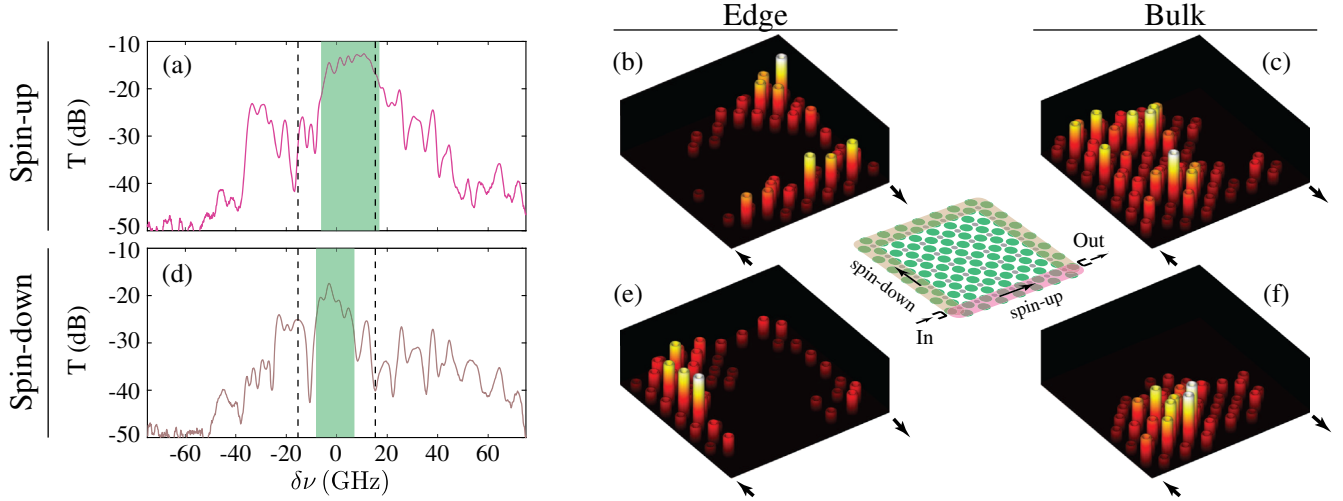 Edge
Bulk
Spin-up
T (dB)
-10
-20
-30
-40
-50
(a)
(b)
(c)
Spin-down
T (dB)
-10
-20
-30
-40
-50
(d)
-60
-40
-20
0
20
40
60
δν (GHz)
Out
spin-down
spin-up
In
(e)
(f)